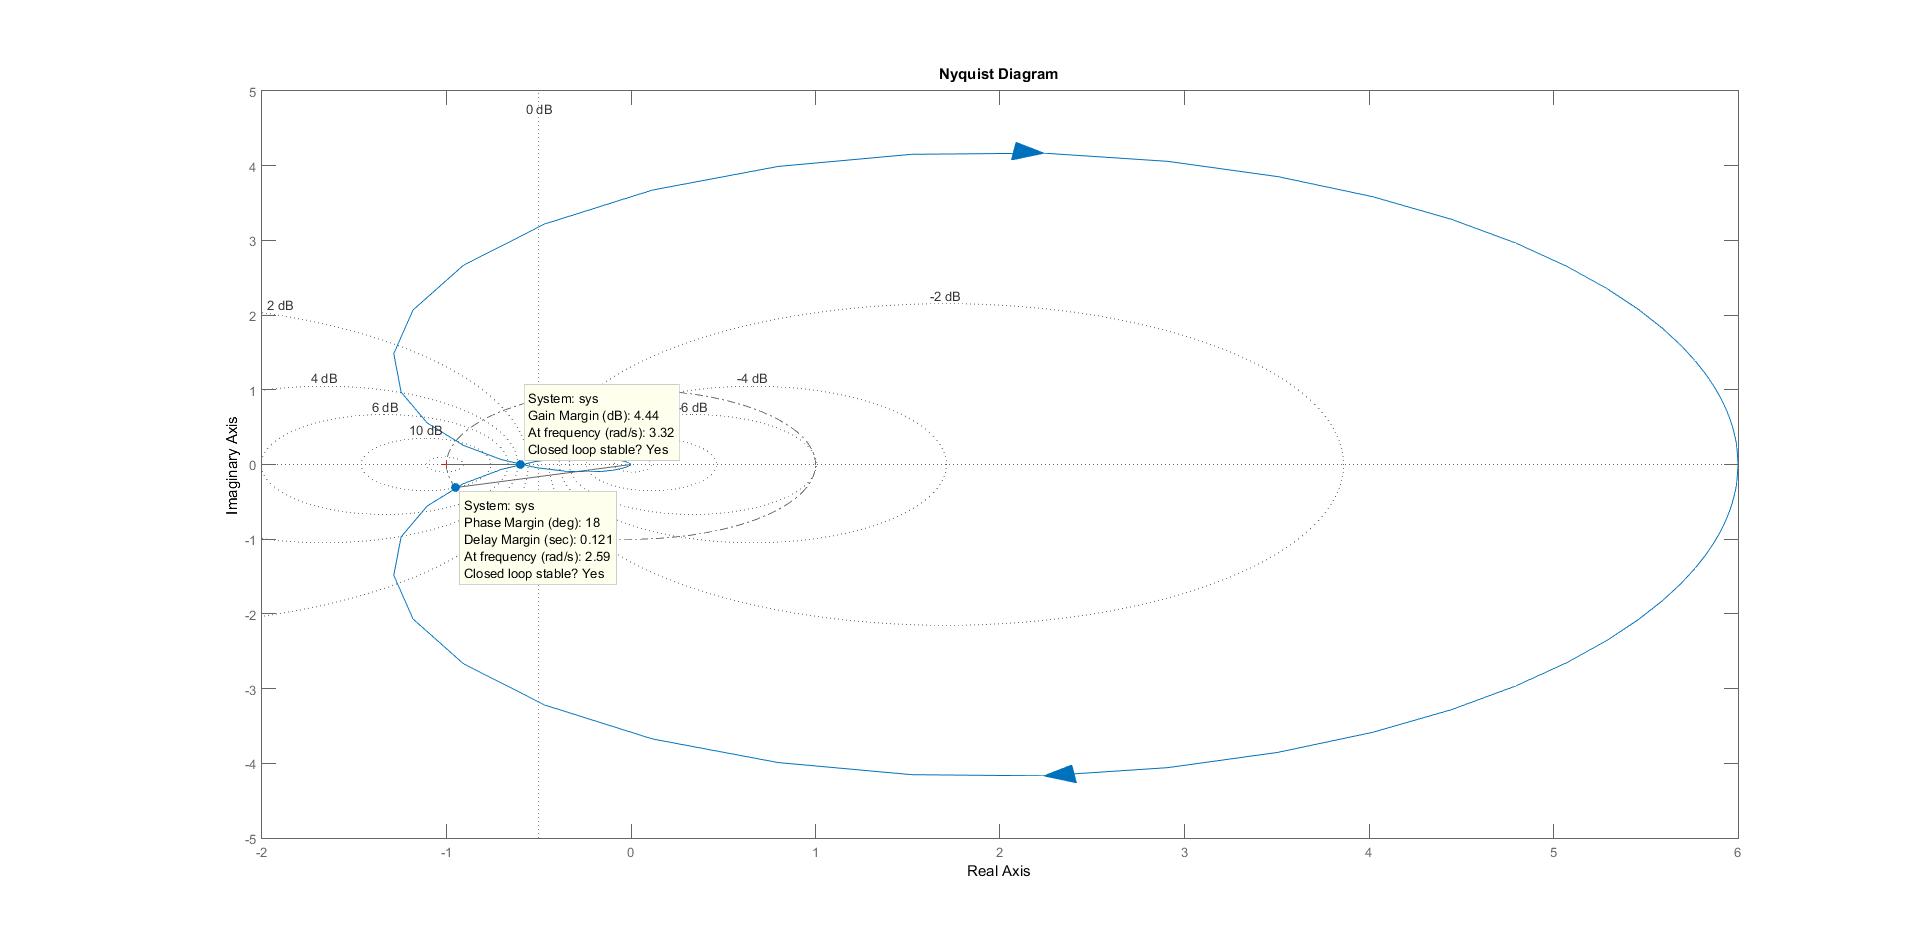 Nyquist Diagram
5
0 dB
4
3
2 dB
2
-2 dB
4 dB
-4 dB
1
6 dB
-6 dB
10 dB
System: sys
Gain Margin (dB): 4.44
At frequency (rad/s): 3.32
Closed loop stable? Yes
0
Imaginary Axis
System: sys
Phase Margin (deg): 18
Delay Margin (sec): 0.121
At frequency (rad/s): 2.59
Closed loop stable? Yes
-1
-2
-3
-4
-5
-2 -1 0 1 2 3 4 5 6
Real Axis